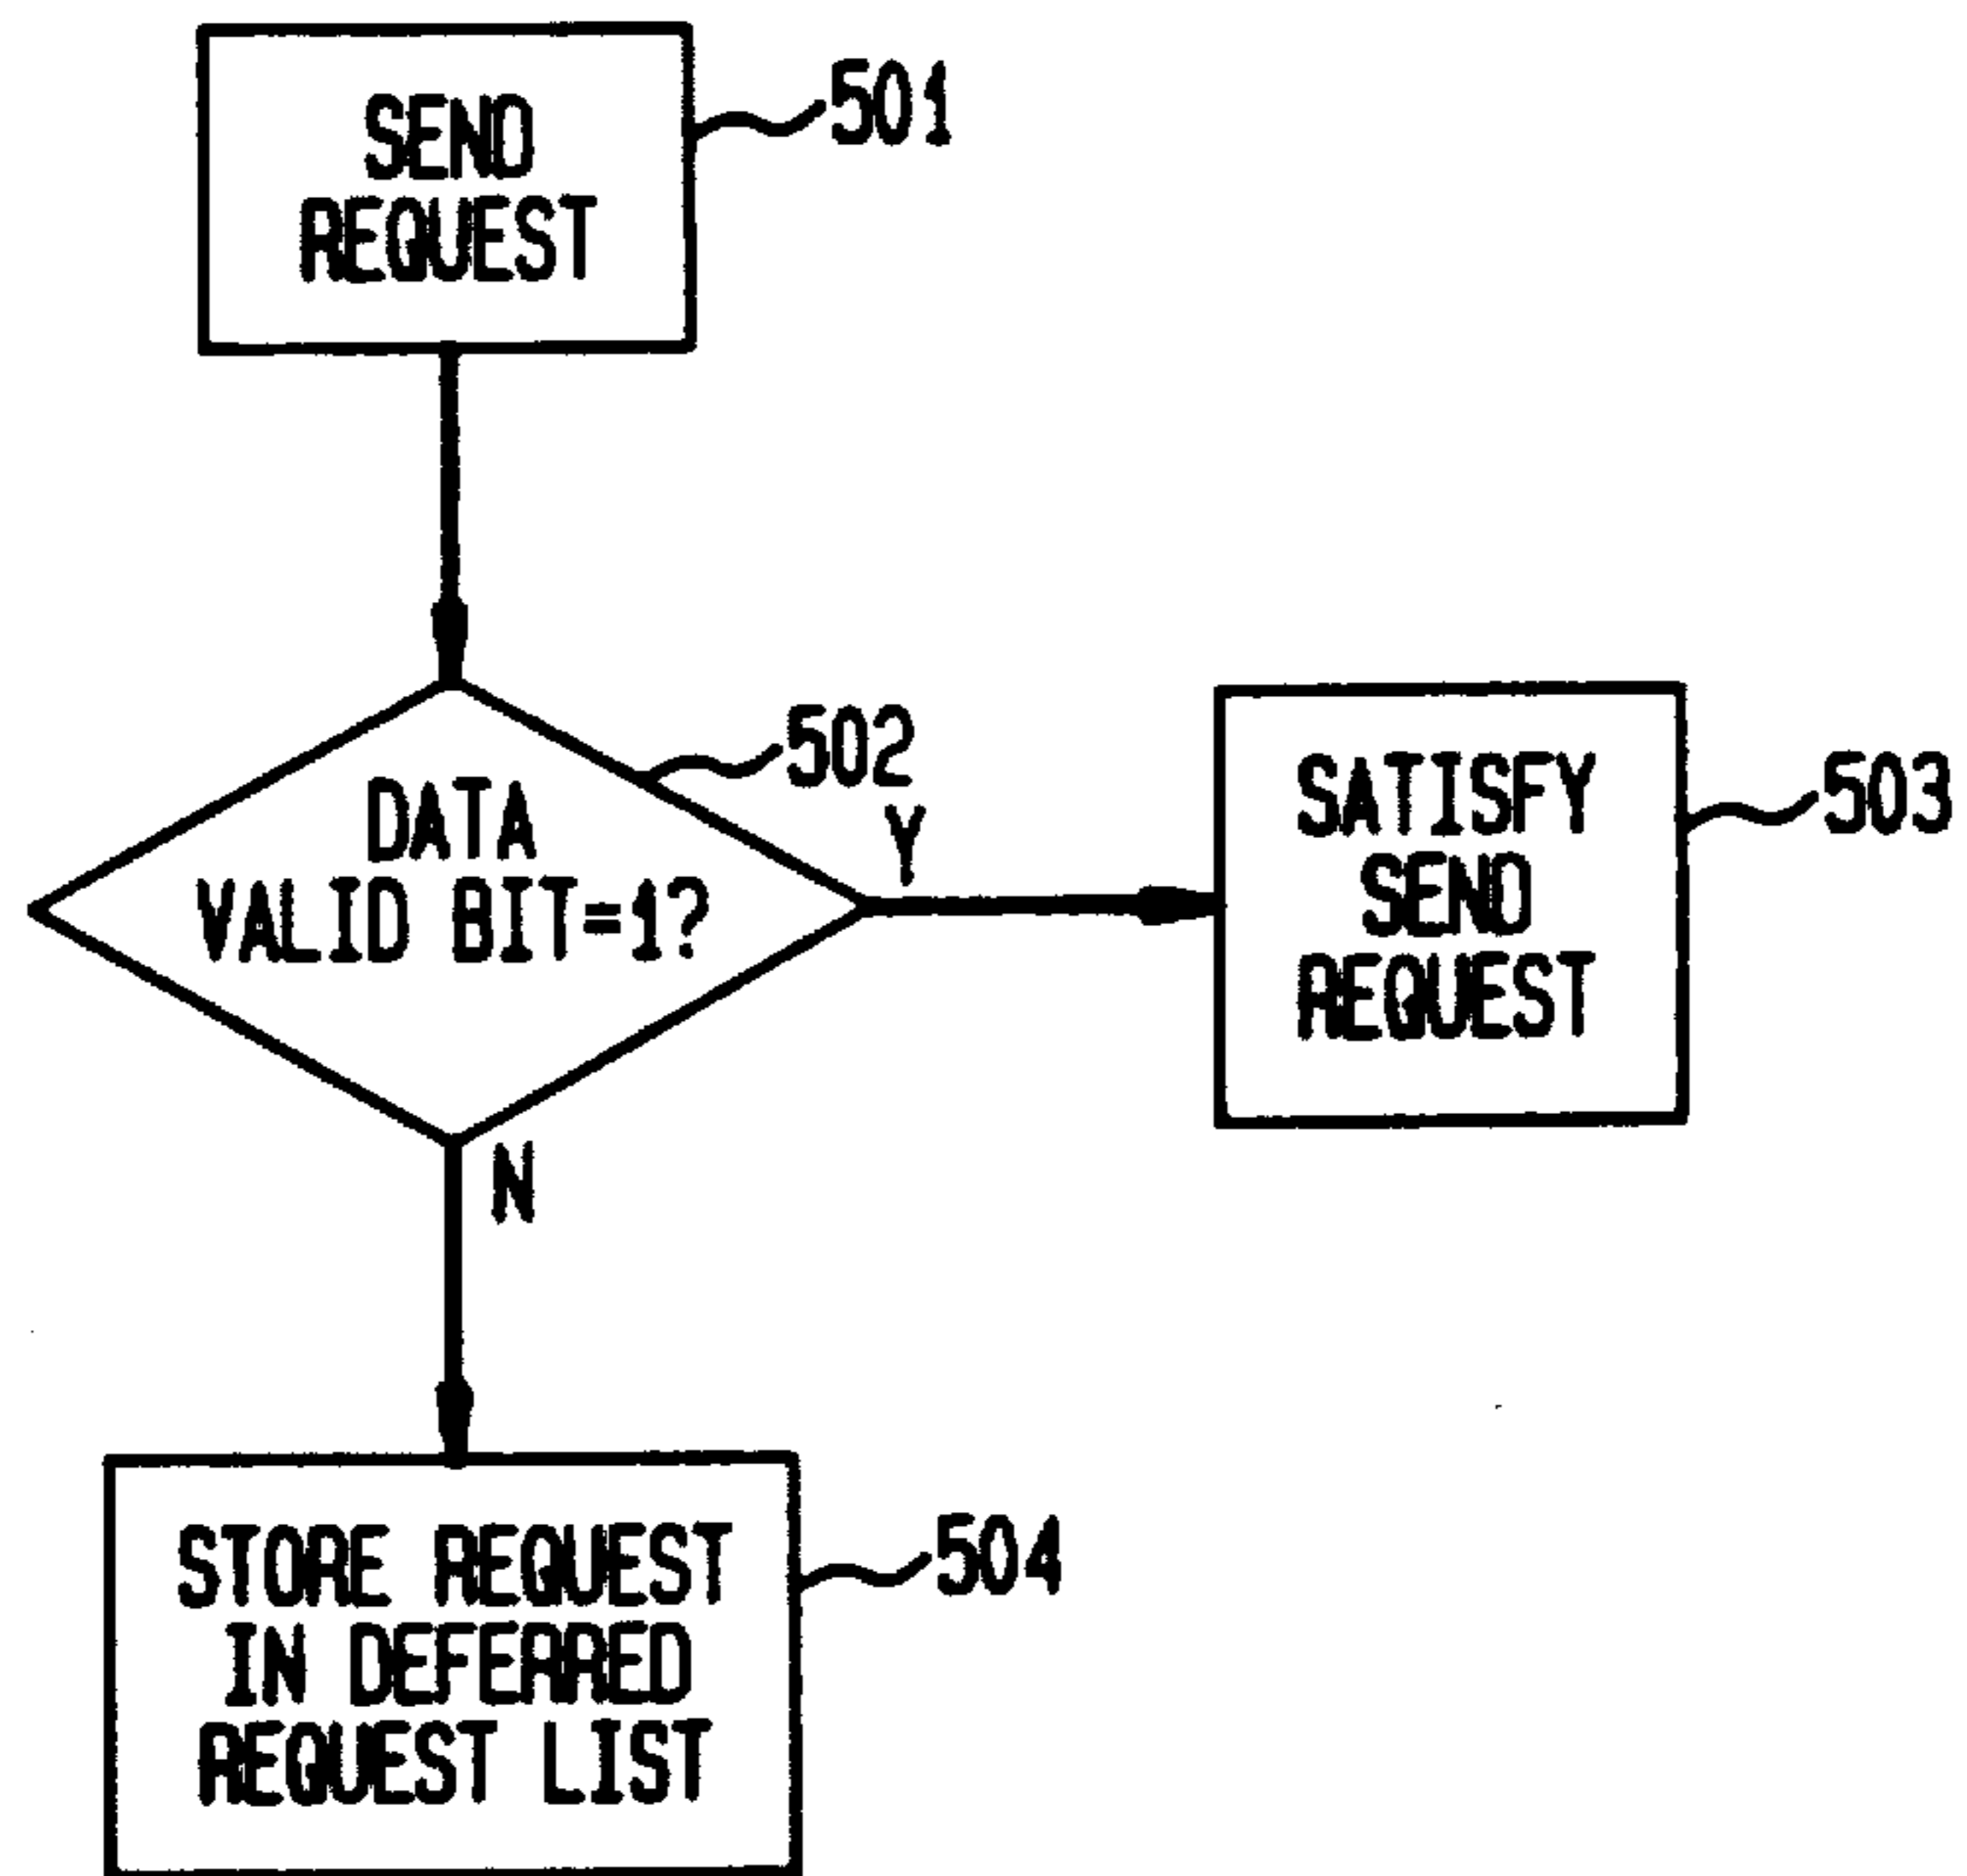 SEND
REQUEST
501
502
DATA
VALID BIT=1?
Y
SATISFY
SEND
REQUEST
503
N
STORE REQUEST
IN DEFERRED
REQUEST LIST
504